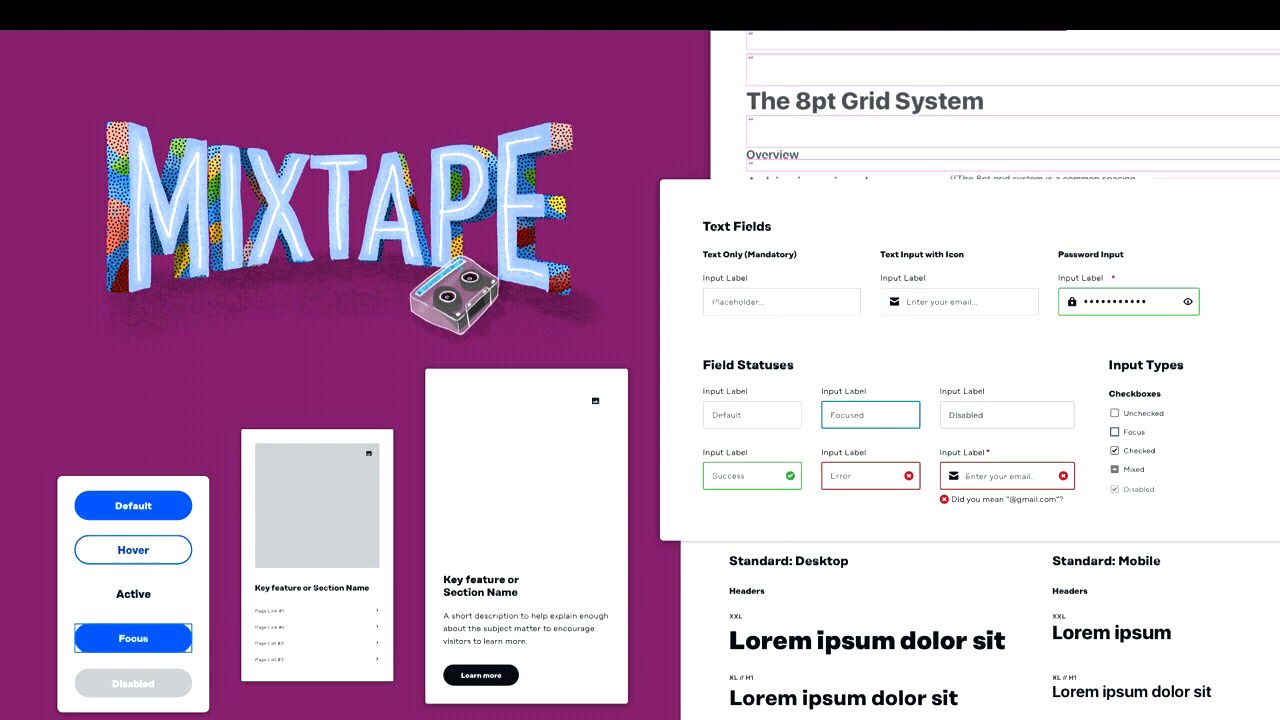 MIXTAPE
The 8pt Grid System
Overview
Text Fields
Text Only (Mandatory)
Text Input with Icon
Password Input
Input Label
Input Label
Input Label *
Placeholder...
Enter your email...
Field Statuses
Input Types
Input Label
Input Label
Input Label
Default
Focused
Disabled
Input Label
Input Label
Input Label *
Success
Error
Enter your email...
Did you mean "@gmail.com"?
Checkboxes
Unchecked
Focus
Checked
Mixed
Disabled
Default
Hover
Active
Focus
Disabled
Key feature or Section Name
Page Link #1
Page Link #2
Page List #3
Page List #3
Key feature or
Section Name
A short description to help explain enough
about the subject matter to encourage
visitors to learn more.
Learn more
Standard: Desktop
Headers
XXL
Lorem ipsum dolor sit
XL // H1
Lorem ipsum dolor sit
Standard: Mobile
Headers
XXL
Lorem ipsum
XL // H1
Lorem ipsum dolor sit